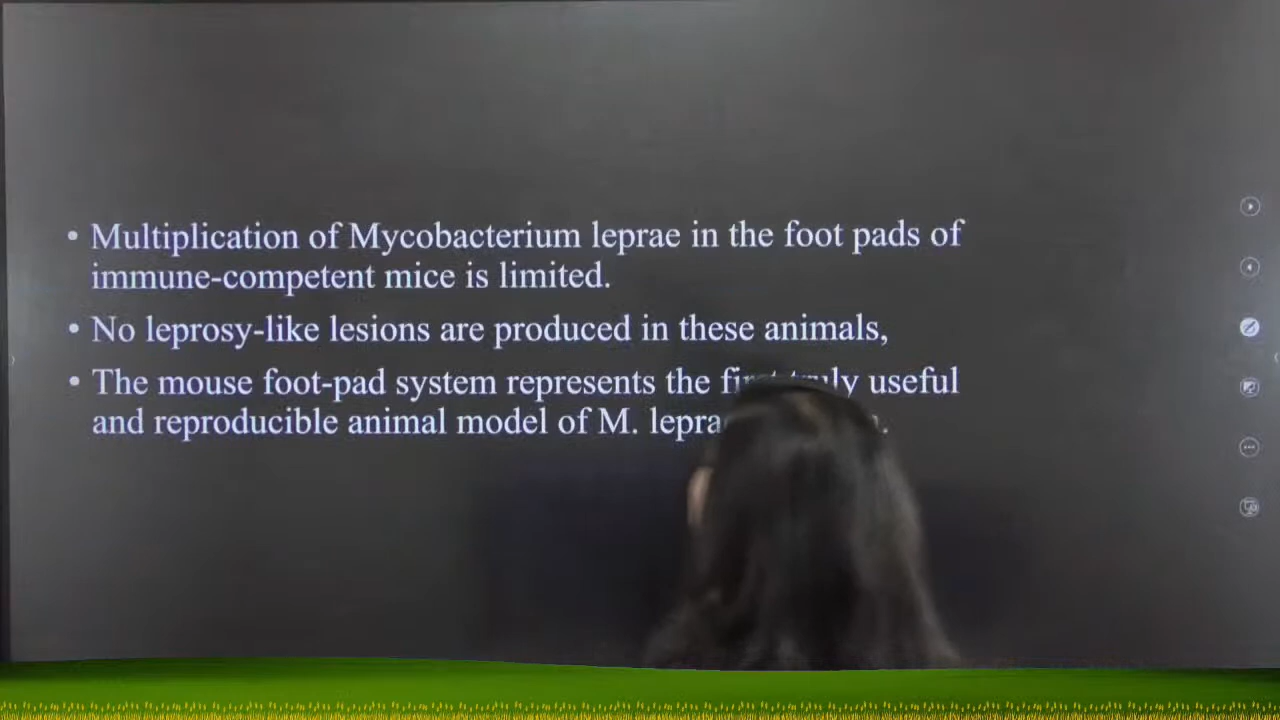 • Multiplication of Mycobacterium leprae in the foot pads of
immune-competent mice is limited.
• No leprosy-like lesions are produced in these animals,
• The mouse foot-pad system represents the first truly useful
and reproducible animal model of M. leprae